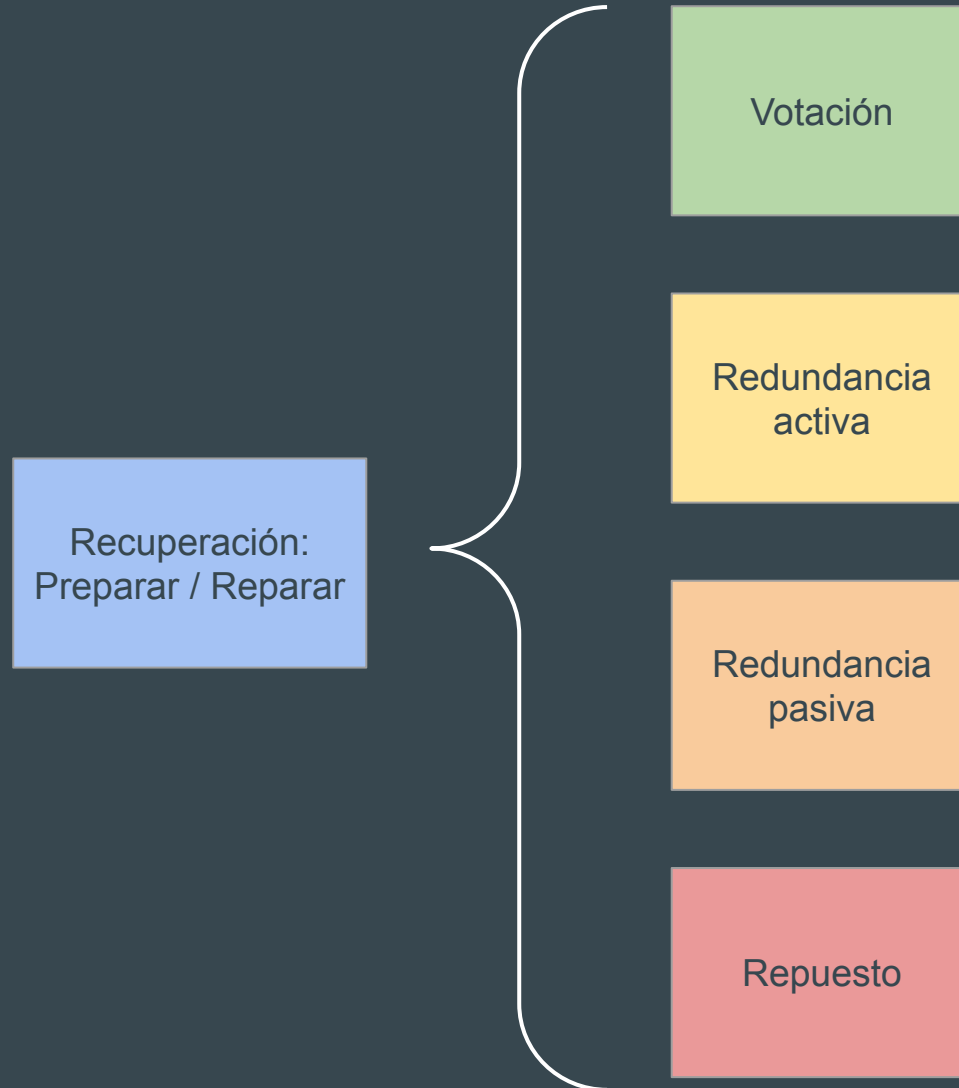 Votación
Redundancia
activa
Recuperación:
Preparar / Reparar
Redundancia
pasiva
Repuesto